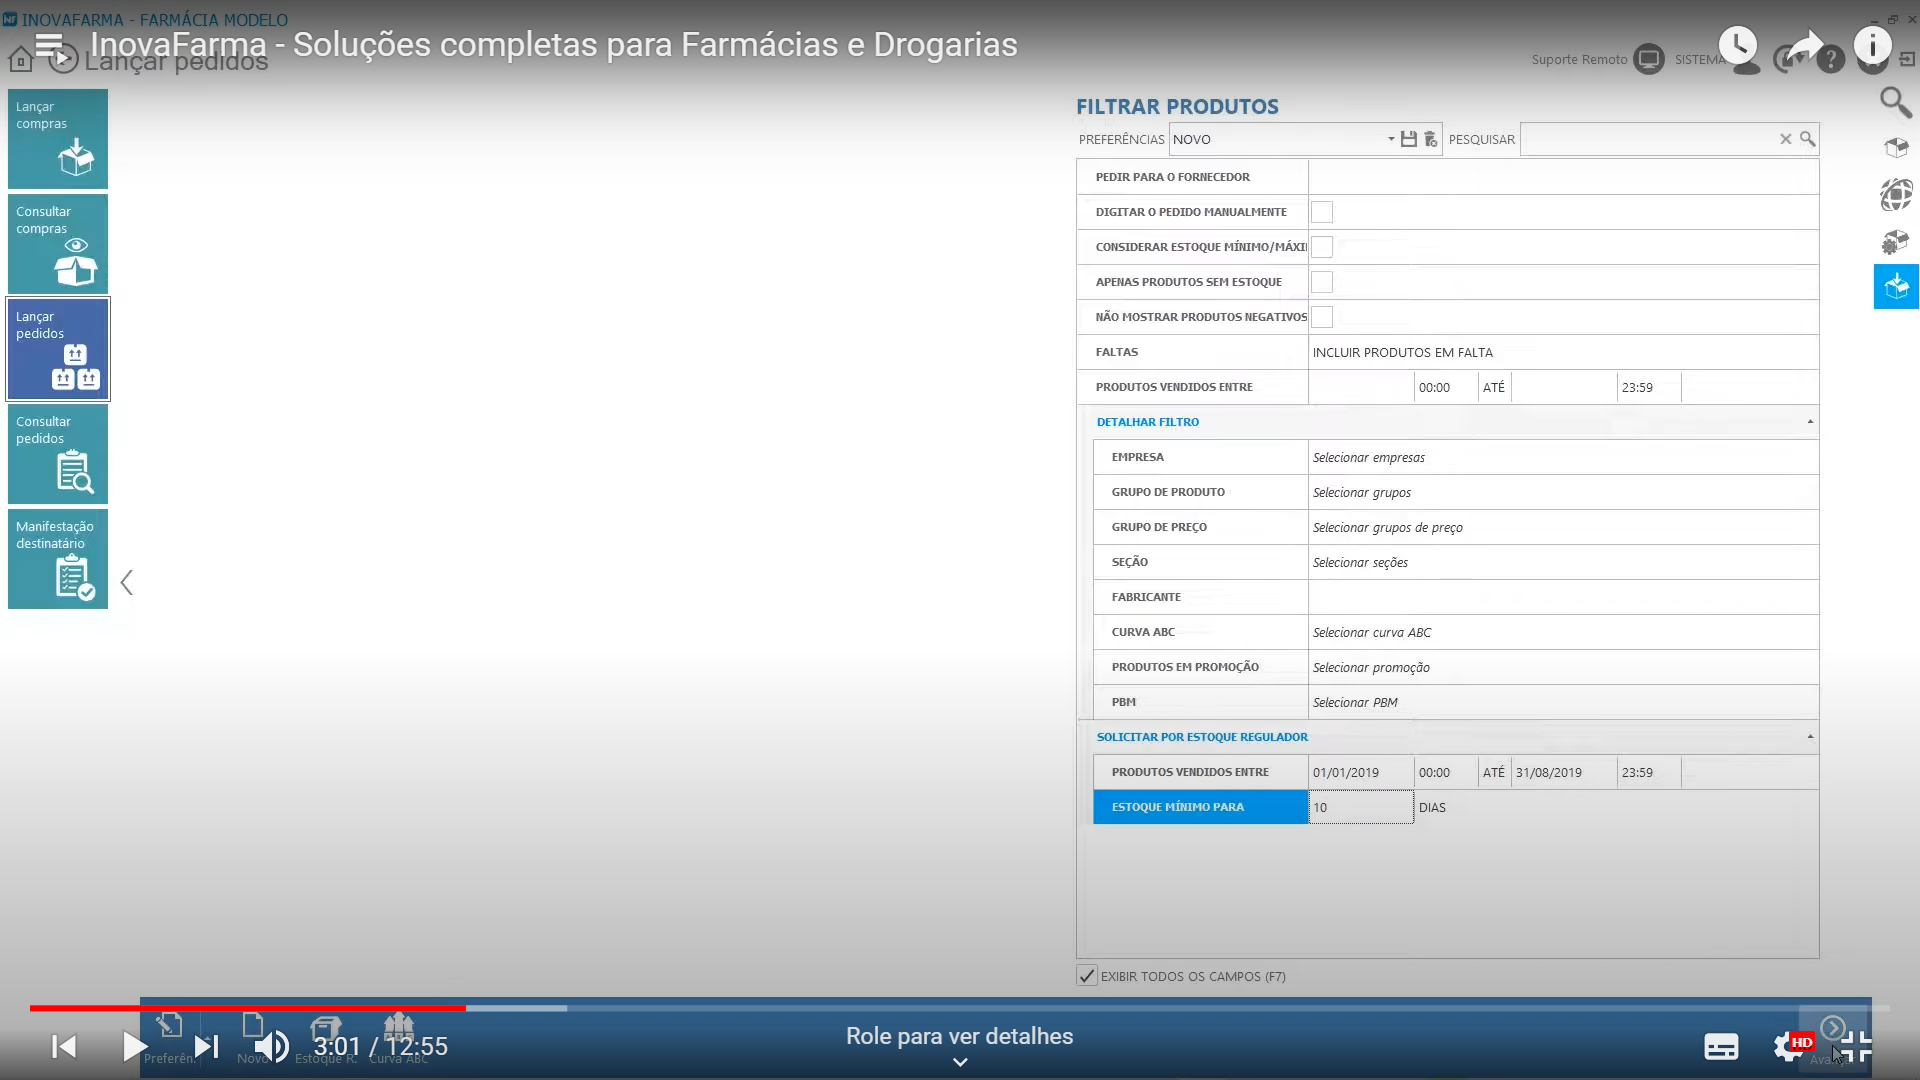 INOVAFARMA - FARMÁCIA MODELO
InovaFarma - Soluções completas para Farmácias e Drogarias
Lançar pedidos
Suporte Remoto
SISTEMA
Lançar
compras
Consultar
compras
Lançar
pedidos
Consultar
pedidos
Manifestação
destinatário
FILTRAR PRODUTOS
PREFERÊNCIAS NOVO PESQUISAR
PEDIR PARA O FORNECEDOR
DIGITAR O PEDIDO MANUALMENTE
CONSIDERAR ESTOQUE MÍNIMO/MÁXI
APENAS PRODUTOS SEM ESTOQUE
NÃO MOSTRAR PRODUTOS NEGATIVOS
FALTAS INCLUIR PRODUTOS EM FALTA
PRODUTOS VENDIDOS ENTRE 00:00 ATÉ 23:59
DETALHAR FILTRO
EMPRESA Selecionar empresas
GRUPO DE PRODUTO Selecionar grupos
GRUPO DE PREÇO Selecionar grupos de preço
SEÇÃO Selecionar seções
FABRICANTE
CURVA ABC Selecionar curva ABC
PRODUTOS EM PROMOÇÃO Selecionar promoção
PBM Selecionar PBM
SOLICITAR POR ESTOQUE REGULADOR
PRODUTOS VENDIDOS ENTRE 01/01/2019 00:00 ATÉ 31/08/2019 23:59
ESTOQUE MÍNIMO PARA 10 DIAS
EXIBIR TODOS OS CAMPOS (F7)
3:01 / 12:55
Role para ver detalhes
HD
Preferên. Novo Estoque R. Curva ABC